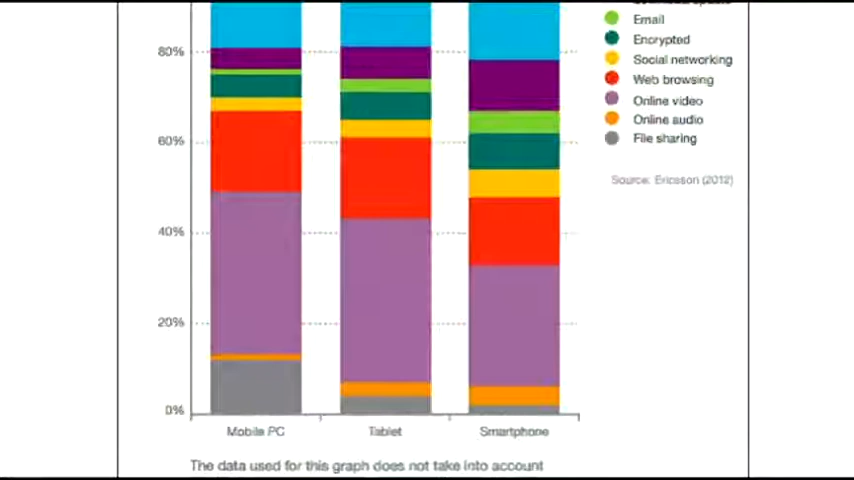 Email
80%
Encrypted
Social networking
Web browsing
Online video
Online audio
60%
File sharing
Source: Ericsson (2012)
40%
20%
0%
Mobile PC
Tablet
Smartphone
The data used for this graph does not take into account